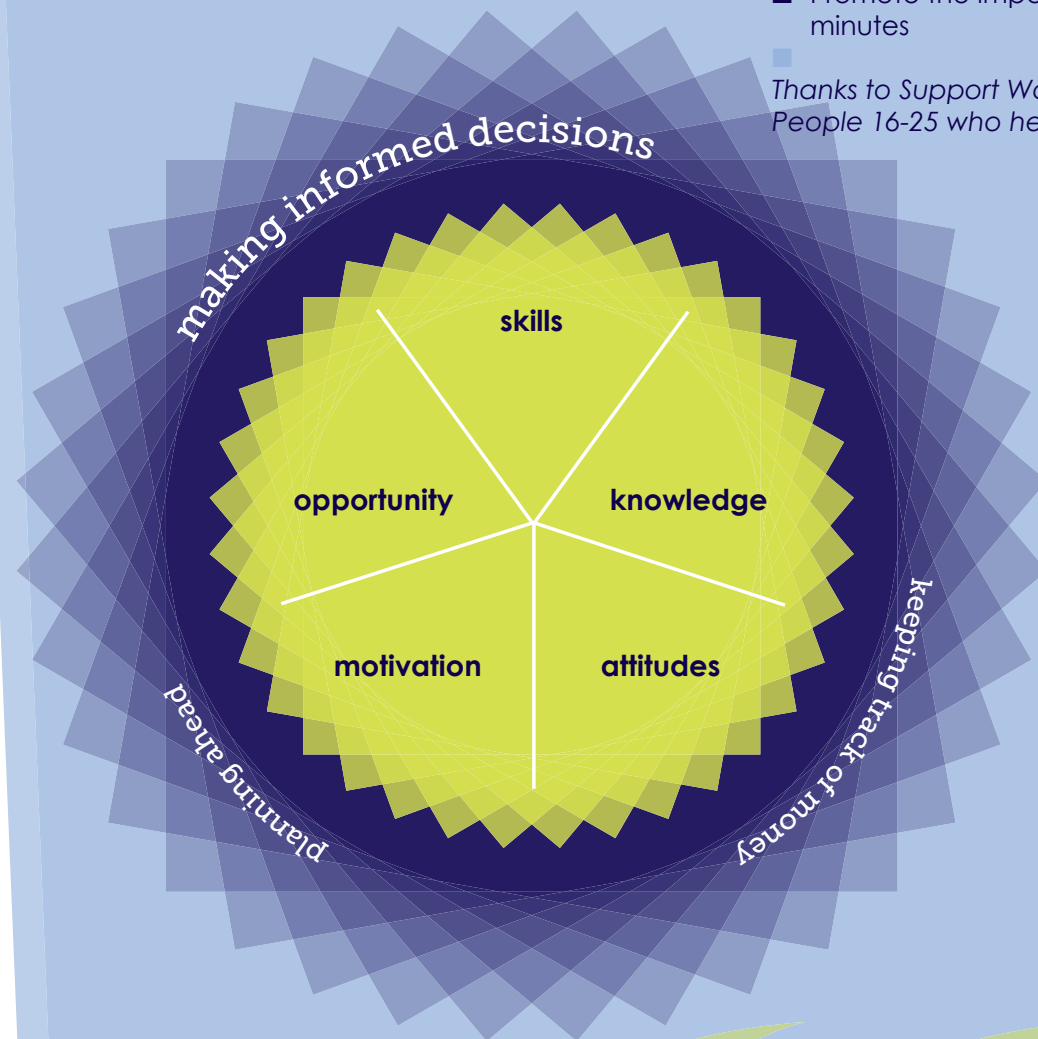 minutes
Thanks to Support Wo
People 16-25 who he
making informed decisions
skills
opportunity
knowledge
motivation
attitudes
planning ahead
keeping track of money